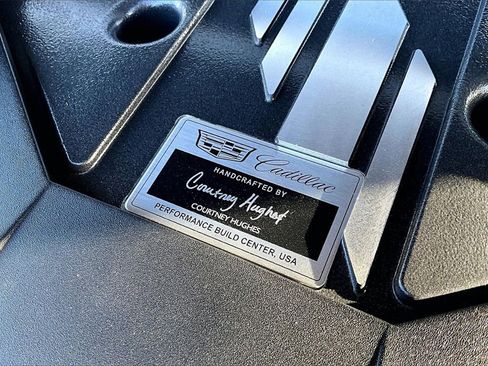 Cadillac
HANDCRAFTED BY
Courtney Hughes
COURTNEY HUGHES
PERFORMANCE BUILD CENTER, USA